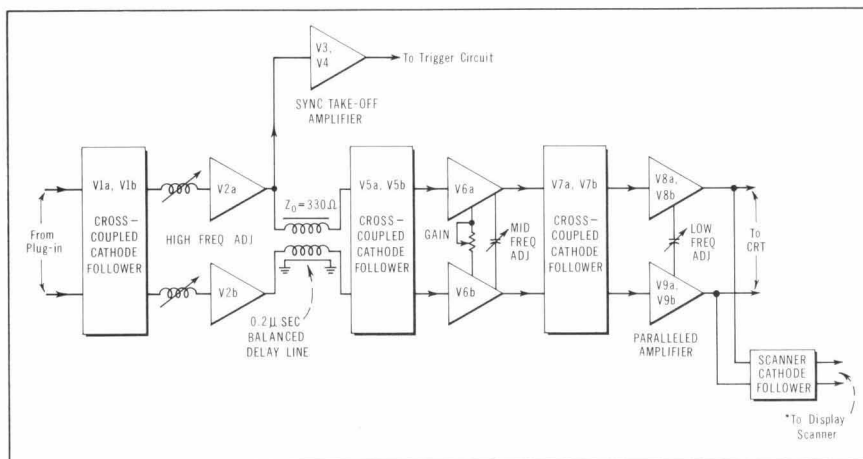 V3,
V4
To Trigger Circuit
SYNC TAKE-OFF
AMPLIFIER
From
Plug-in
V1a, V1b
CROSS-
COUPLED
CATHODE
FOLLOWER
HIGH FREQ ADJ
V2a
V2b
Z₀ = 330Ω
0.2μSEC
BALANCED
DELAY LINE
V5a, V5b
CROSS-
COUPLED
CATHODE
FOLLOWER
V6a
GAIN
MID
FREQ
ADJ
V6b
V7a, V7b
CROSS-
COUPLED
CATHODE
FOLLOWER
V8a,
V8b
LOW
FREQ
ADJ
V9a,
V9b
PARALLELED
AMPLIFIER
To
CRT
SCANNER
CATHODE
FOLLOWER
*To Display
Scanner